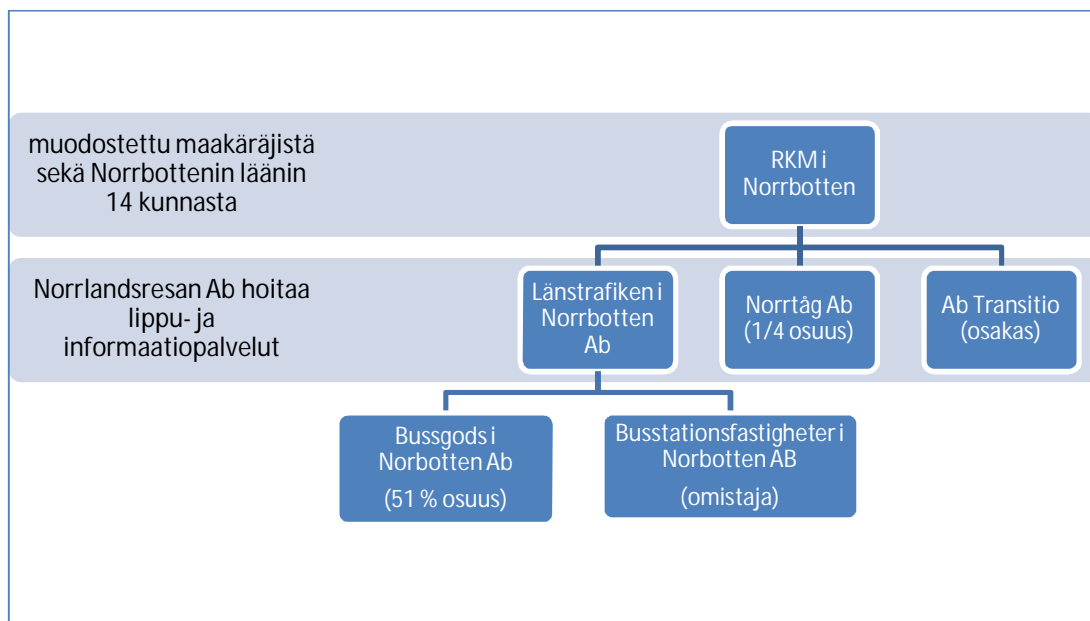 muodostettu maakäräjistä
sekä Norrbottenin läänin
14 kunnasta
RKM i
Norrbotten
Norrlandsresan Ab hoitaa
lippu- ja
informaatiopalvelut
Länstrafiken i
Norrbotten
Ab
Norrtåg Ab
(1/4 osuus)
Ab Transitio
(osakas)
Bussgods i
Norbotten Ab
(51 % osuus)
Busstationsfastigheter i
Norbotten AB
(omistaja)